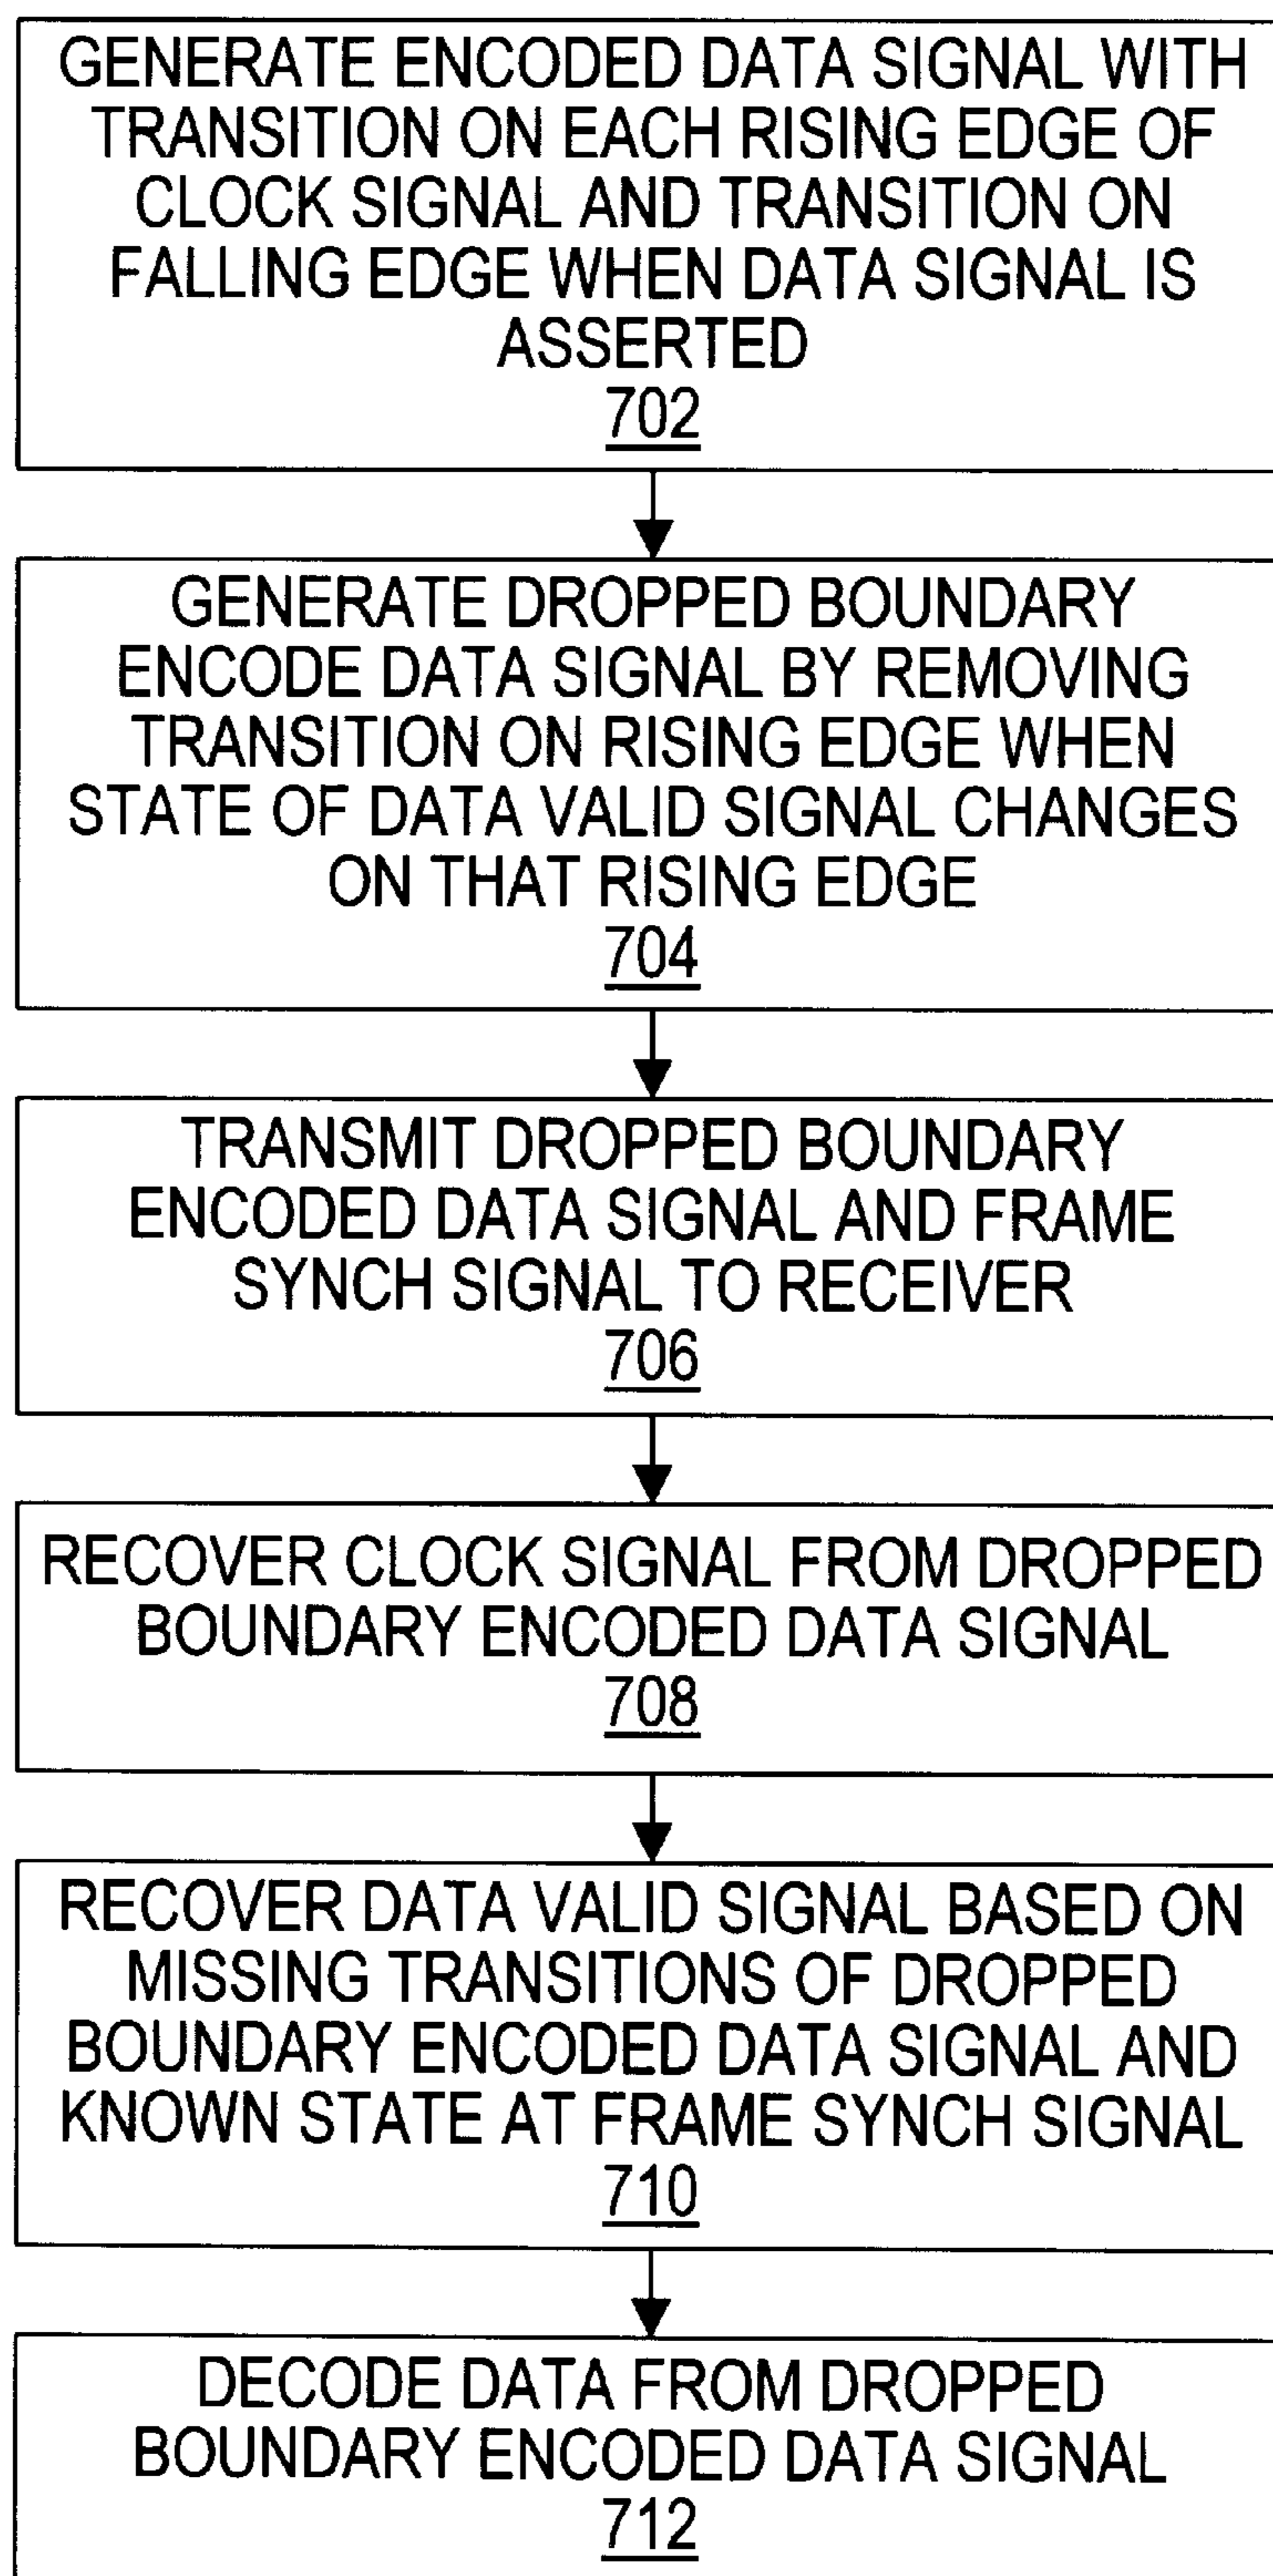 GENERATE ENCODED DATA SIGNAL WITH
TRANSITION ON EACH RISING EDGE OF
CLOCK SIGNAL AND TRANSITION ON
FALLING EDGE WHEN DATA SIGNAL IS
ASSERTED
702
GENERATE DROPPED BOUNDARY
ENCODE DATA SIGNAL BY REMOVING
TRANSITION ON RISING EDGE WHEN
STATE OF DATA VALID SIGNAL CHANGES
ON THAT RISING EDGE
704
TRANSMIT DROPPED BOUNDARY
ENCODED DATA SIGNAL AND FRAME
SYNCH SIGNAL TO RECEIVER
706
RECOVER CLOCK SIGNAL FROM DROPPED
BOUNDARY ENCODED DATA SIGNAL
708
RECOVER DATA VALID SIGNAL BASED ON
MISSING TRANSITIONS OF DROPPED
BOUNDARY ENCODED DATA SIGNAL AND
KNOWN STATE AT FRAME SYNCH SIGNAL
710
DECODE DATA FROM DROPPED
BOUNDARY ENCODED DATA SIGNAL
712